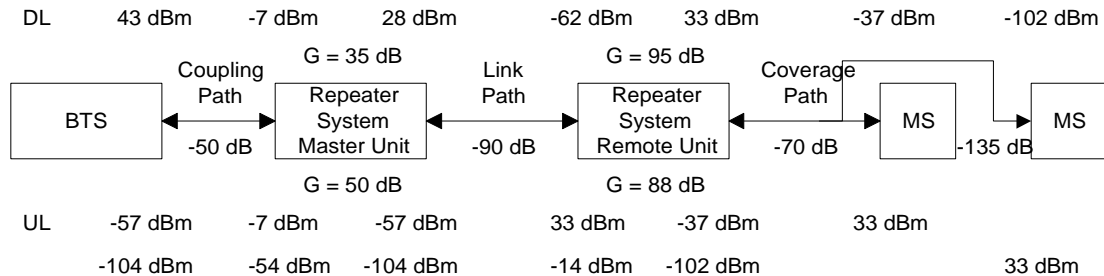 DL 43 dBm -7 dBm 28 dBm -62 dBm 33 dBm -37 dBm -102 dBm
G = 35 dB G = 95 dB
Coupling Path
Link Path
Coverage Path
BTS
Repeater System Master Unit
Repeater System Remote Unit
MS
MS
-50 dB -90 dB -70 dB -135 dB
G = 50 dB G = 88 dB
UL -57 dBm -7 dBm -57 dBm 33 dBm -37 dBm 33 dBm
-104 dBm -54 dBm -104 dBm -14 dBm -102 dBm 33 dBm